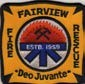 FAIRVIEW
FIRE
RESCUE
ESTB. 1959
-Deo Juvante-